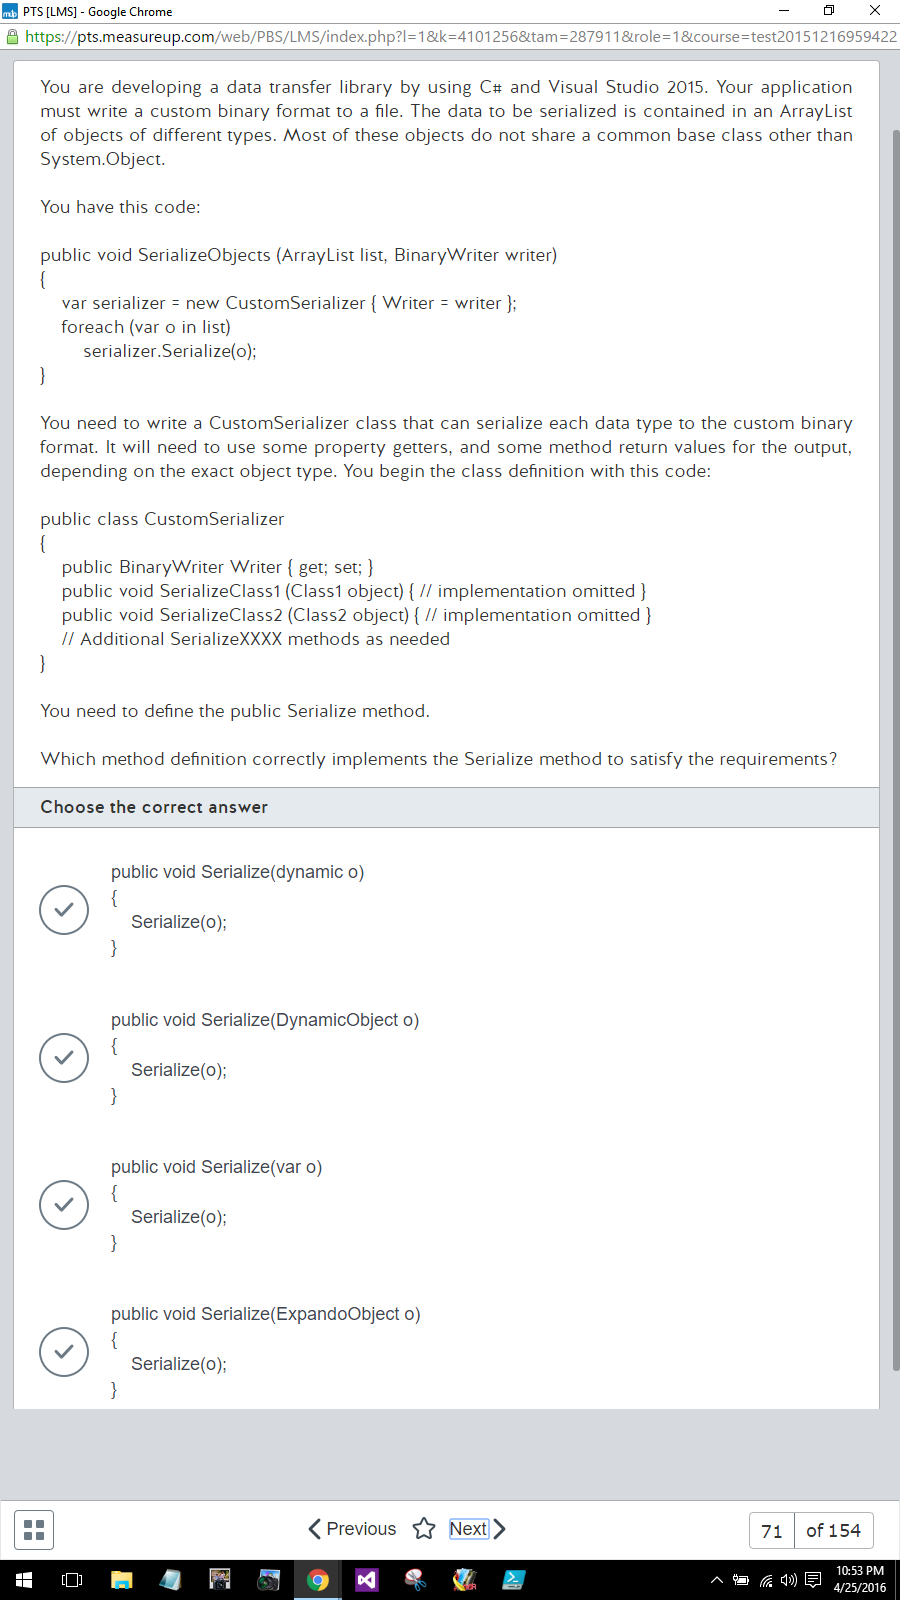 PTS [LMS] - Google Chrome
https://pts.measureup.com/web/PBS/LMS/index.php?l=1&k=4101256&tam=287911&role=1&course=test20151216959422
You are developing a data transfer library by using C# and Visual Studio 2015. Your application
must write a custom binary format to a file. The data to be serialized is contained in an ArrayList
of objects of different types. Most of these objects do not share a common base class other than
System.Object.
You have this code:
public void SerializeObjects (ArrayList list, BinaryWriter writer)
{
var serializer = new CustomSerializer { Writer = writer };
foreach (var o in list)
serializer.Serialize(o);
}
You need to write a CustomSerializer class that can serialize each data type to the custom binary
format. It will need to use some property getters, and some method return values for the output,
depending on the exact object type. You begin the class definition with this code:
public class CustomSerializer
{
public BinaryWriter Writer { get; set; }
public void SerializeClass1 (Class1 object) { // implementation omitted }
public void SerializeClass2 (Class2 object) { // implementation omitted }
// Additional SerializeXXXX methods as needed
}
You need to define the public Serialize method.
Which method definition correctly implements the Serialize method to satisfy the requirements?
Choose the correct answer
public void Serialize(dynamic o)
{
Serialize(o);
}
public void Serialize(DynamicObject o)
{
Serialize(o);
}
public void Serialize(var o)
{
Serialize(o);
}
public void Serialize(ExpandoObject o)
{
Serialize(o);
}
Previous Next 71 of 154
10:53 PM
4/25/2016